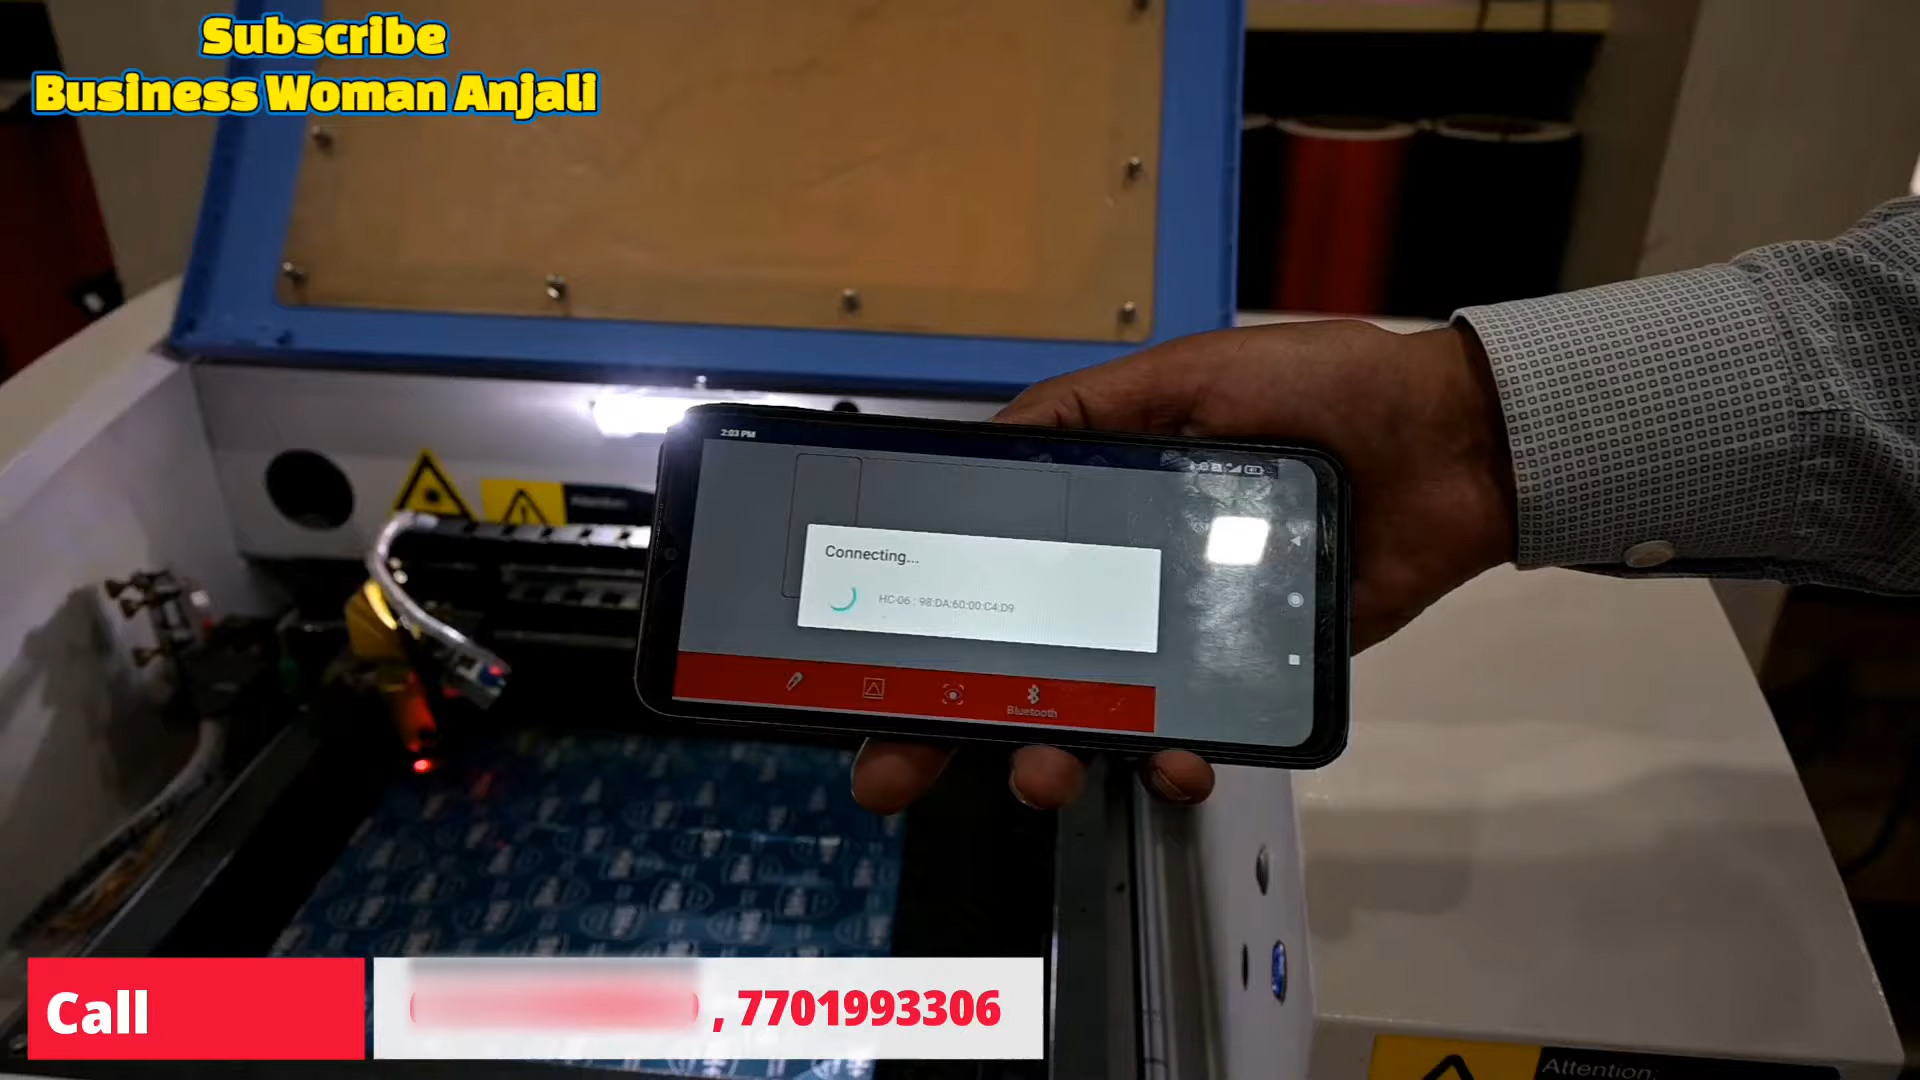 Subscribe
Business Woman Anjali
2:03 PM
Connecting...
HC-06 : 98:DA:60:00:C4:D9
Bluetooth
Attention:
Call , 7701993306